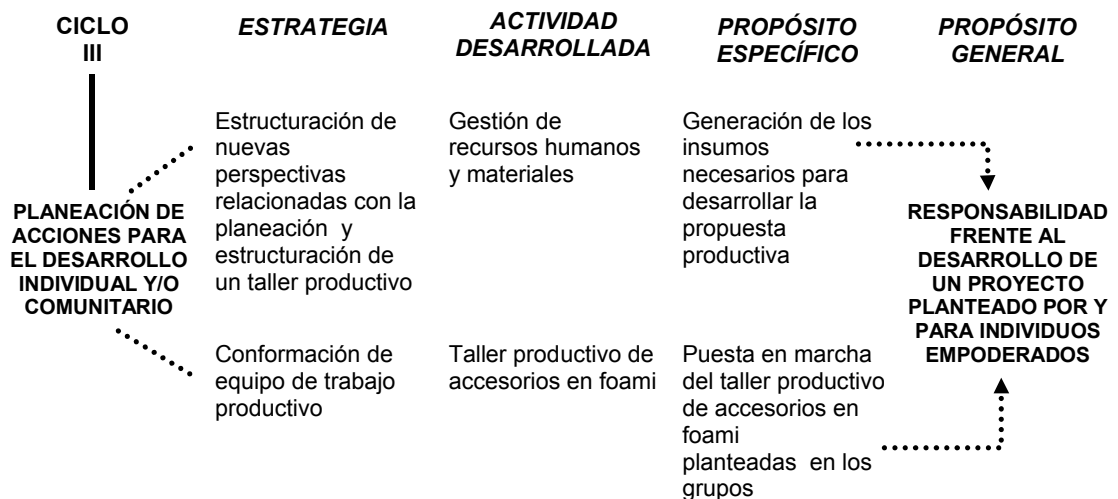 CICLO
III
ESTRATEGIA
ACTIVIDAD
DESARROLLADA
PROPÓSITO
ESPECÍFICO
PROPÓSITO
GENERAL
PLANEACIÓN DE
ACCIONES PARA
EL DESARROLLO
INDIVIDUAL Y/O
COMUNITARIO
Estructuración de
nuevas
perspectivas
relacionadas con la
planeación y
estructuración de
un taller productivo
Gestión de
recursos humanos
y materiales
Generación de los
insumos
necesarios para
desarrollar la
propuesta
productiva
Conformación de
equipo de trabajo
productivo
Taller productivo de
accesorios en foami
Puesta en marcha
del taller productivo
de accesorios en
foami
planteadas en los
grupos
RESPONSABILIDAD
FRENTE AL
DESARROLLO DE
UN PROYECTO
PLANTEADO POR Y
PARA INDIVIDUOS
EMPODERADOS